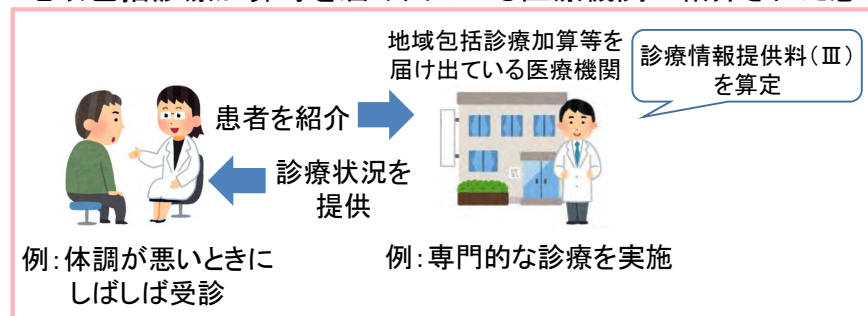 地域包括診療加算等を
届け出ている医療機関
診療情報提供料(Ⅲ)
を算定
患者を紹介
診療状況を
提供
例:体調が悪いときに
しばしば受診
例:専門的な診療を実施